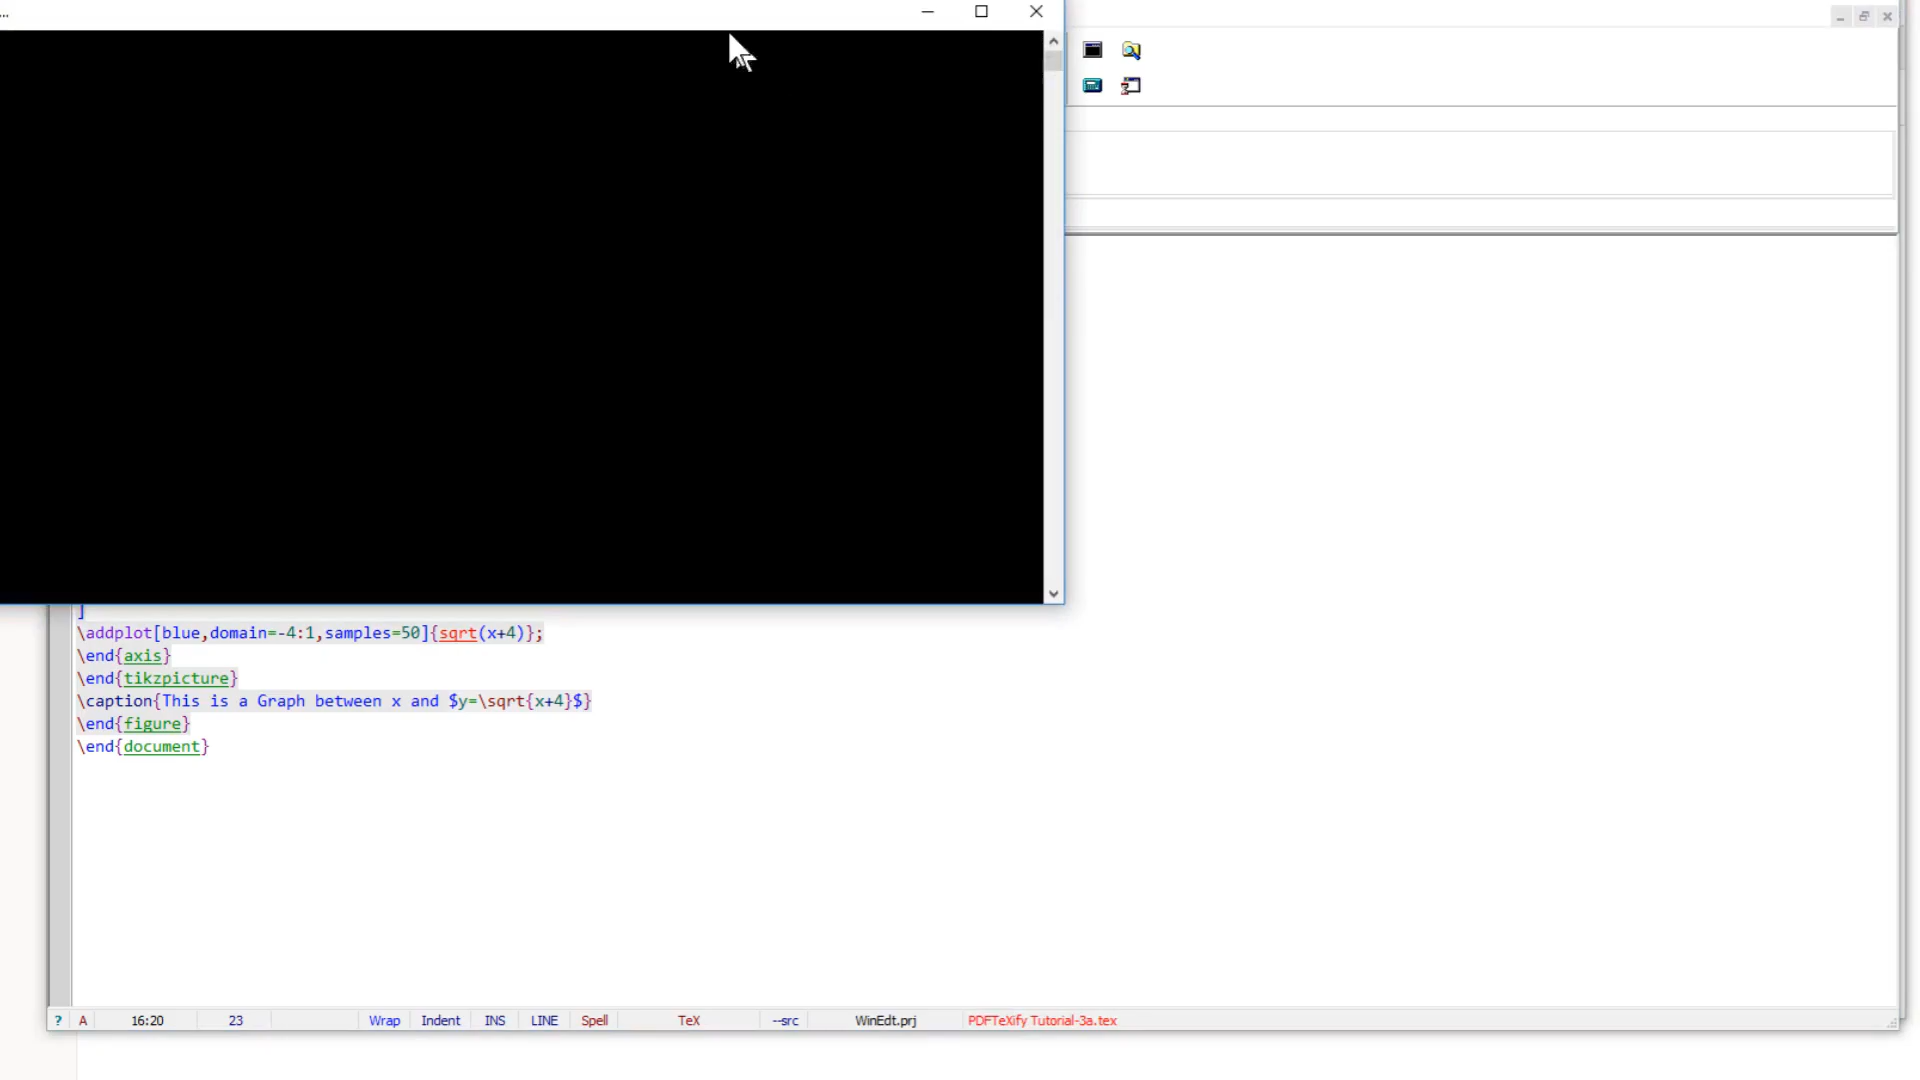 ...
]
\addplot[blue,domain=-4:1,samples=50]{sqrt(x+4)};
\end{axis}
\end{tikzpicture}
\caption{This is a Graph between x and $y=\sqrt{x+4}$}
\end{figure}
\end{document}
? A 16:20 23 Wrap Indent INS LINE Spell TeX --src WinEdt.prj PDFTeXify Tutorial-3a.tex